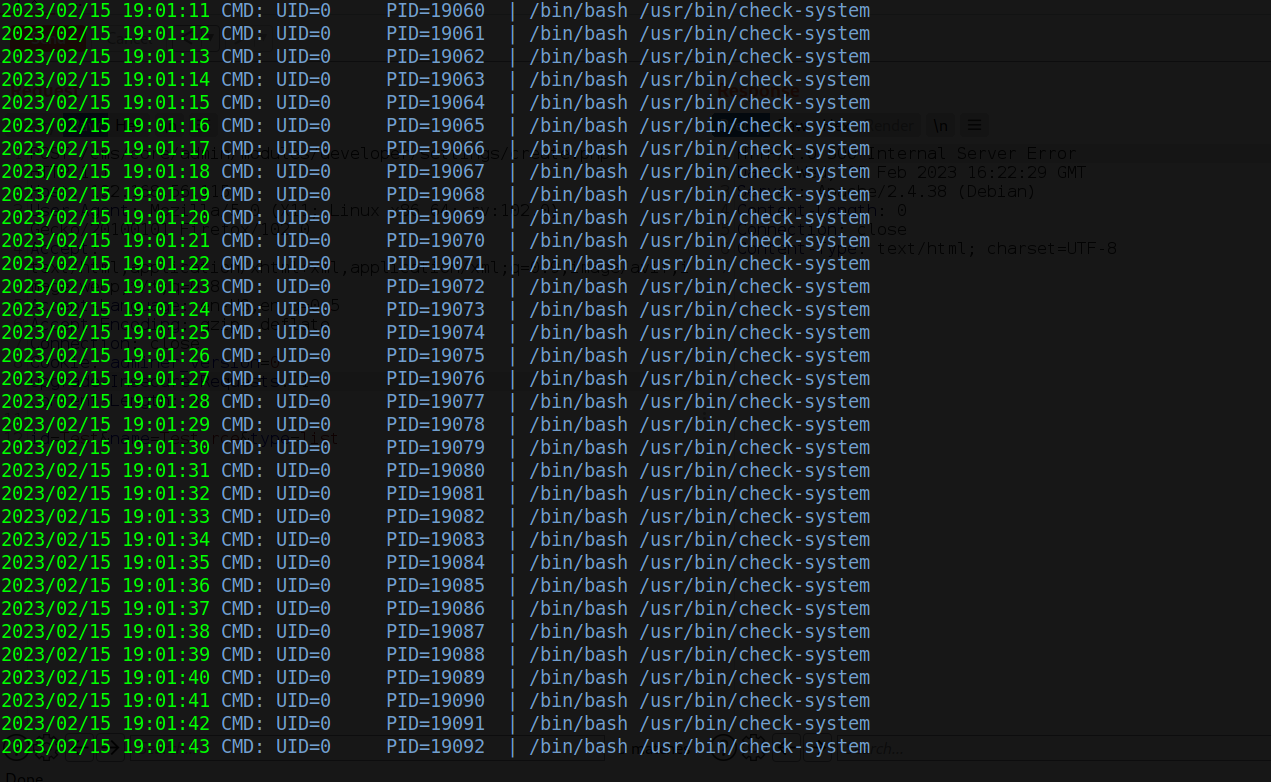 2023/02/15 19:01:11 CMD: UID=0     PID=19060  | /bin/bash /usr/bin/check-system
2023/02/15 19:01:12 CMD: UID=0     PID=19061  | /bin/bash /usr/bin/check-system
2023/02/15 19:01:13 CMD: UID=0     PID=19062  | /bin/bash /usr/bin/check-system
2023/02/15 19:01:14 CMD: UID=0     PID=19063  | /bin/bash /usr/bin/check-system
2023/02/15 19:01:15 CMD: UID=0     PID=19064  | /bin/bash /usr/bin/check-system
Response
2023/02/15 19:01:16 CMD: UID=0     PID=19065  | /bin/bash /usr/bin/check-system
\n
2023/02/15 19:01:17 CMD: UID=0     PID=19066  | /bin/bash /usr/bin/check-system
Internal Server Error
2023/02/15 19:01:18 CMD: UID=0     PID=19067  | /bin/bash /usr/bin/check-system
Feb 2023 16:22:29 GMT
2023/02/15 19:01:19 CMD: UID=0     PID=19068  | /bin/bash /usr/bin/check-system
/2.4.38 (Debian)
2023/02/15 19:01:20 CMD: UID=0     PID=19069  | /bin/bash /usr/bin/check-system
Content-Length: 0
2023/02/15 19:01:21 CMD: UID=0     PID=19070  | /bin/bash /usr/bin/check-system
Connection: close
2023/02/15 19:01:22 CMD: UID=0     PID=19071  | /bin/bash /usr/bin/check-system
Content-Type: text/html; charset=UTF-8
2023/02/15 19:01:23 CMD: UID=0     PID=19072  | /bin/bash /usr/bin/check-system
2023/02/15 19:01:24 CMD: UID=0     PID=19073  | /bin/bash /usr/bin/check-system
2023/02/15 19:01:25 CMD: UID=0     PID=19074  | /bin/bash /usr/bin/check-system
2023/02/15 19:01:26 CMD: UID=0     PID=19075  | /bin/bash /usr/bin/check-system
2023/02/15 19:01:27 CMD: UID=0     PID=19076  | /bin/bash /usr/bin/check-system
2023/02/15 19:01:28 CMD: UID=0     PID=19077  | /bin/bash /usr/bin/check-system
2023/02/15 19:01:29 CMD: UID=0     PID=19078  | /bin/bash /usr/bin/check-system
2023/02/15 19:01:30 CMD: UID=0     PID=19079  | /bin/bash /usr/bin/check-system
2023/02/15 19:01:31 CMD: UID=0     PID=19080  | /bin/bash /usr/bin/check-system
2023/02/15 19:01:32 CMD: UID=0     PID=19081  | /bin/bash /usr/bin/check-system
2023/02/15 19:01:33 CMD: UID=0     PID=19082  | /bin/bash /usr/bin/check-system
2023/02/15 19:01:34 CMD: UID=0     PID=19083  | /bin/bash /usr/bin/check-system
2023/02/15 19:01:35 CMD: UID=0     PID=19084  | /bin/bash /usr/bin/check-system
2023/02/15 19:01:36 CMD: UID=0     PID=19085  | /bin/bash /usr/bin/check-system
2023/02/15 19:01:37 CMD: UID=0     PID=19086  | /bin/bash /usr/bin/check-system
2023/02/15 19:01:38 CMD: UID=0     PID=19087  | /bin/bash /usr/bin/check-system
2023/02/15 19:01:39 CMD: UID=0     PID=19088  | /bin/bash /usr/bin/check-system
2023/02/15 19:01:40 CMD: UID=0     PID=19089  | /bin/bash /usr/bin/check-system
2023/02/15 19:01:41 CMD: UID=0     PID=19090  | /bin/bash /usr/bin/check-system
2023/02/15 19:01:42 CMD: UID=0     PID=19091  | /bin/bash /usr/bin/check-system
2023/02/15 19:01:43 CMD: UID=0     PID=19092  | /bin/bash /usr/bin/check-system
Done